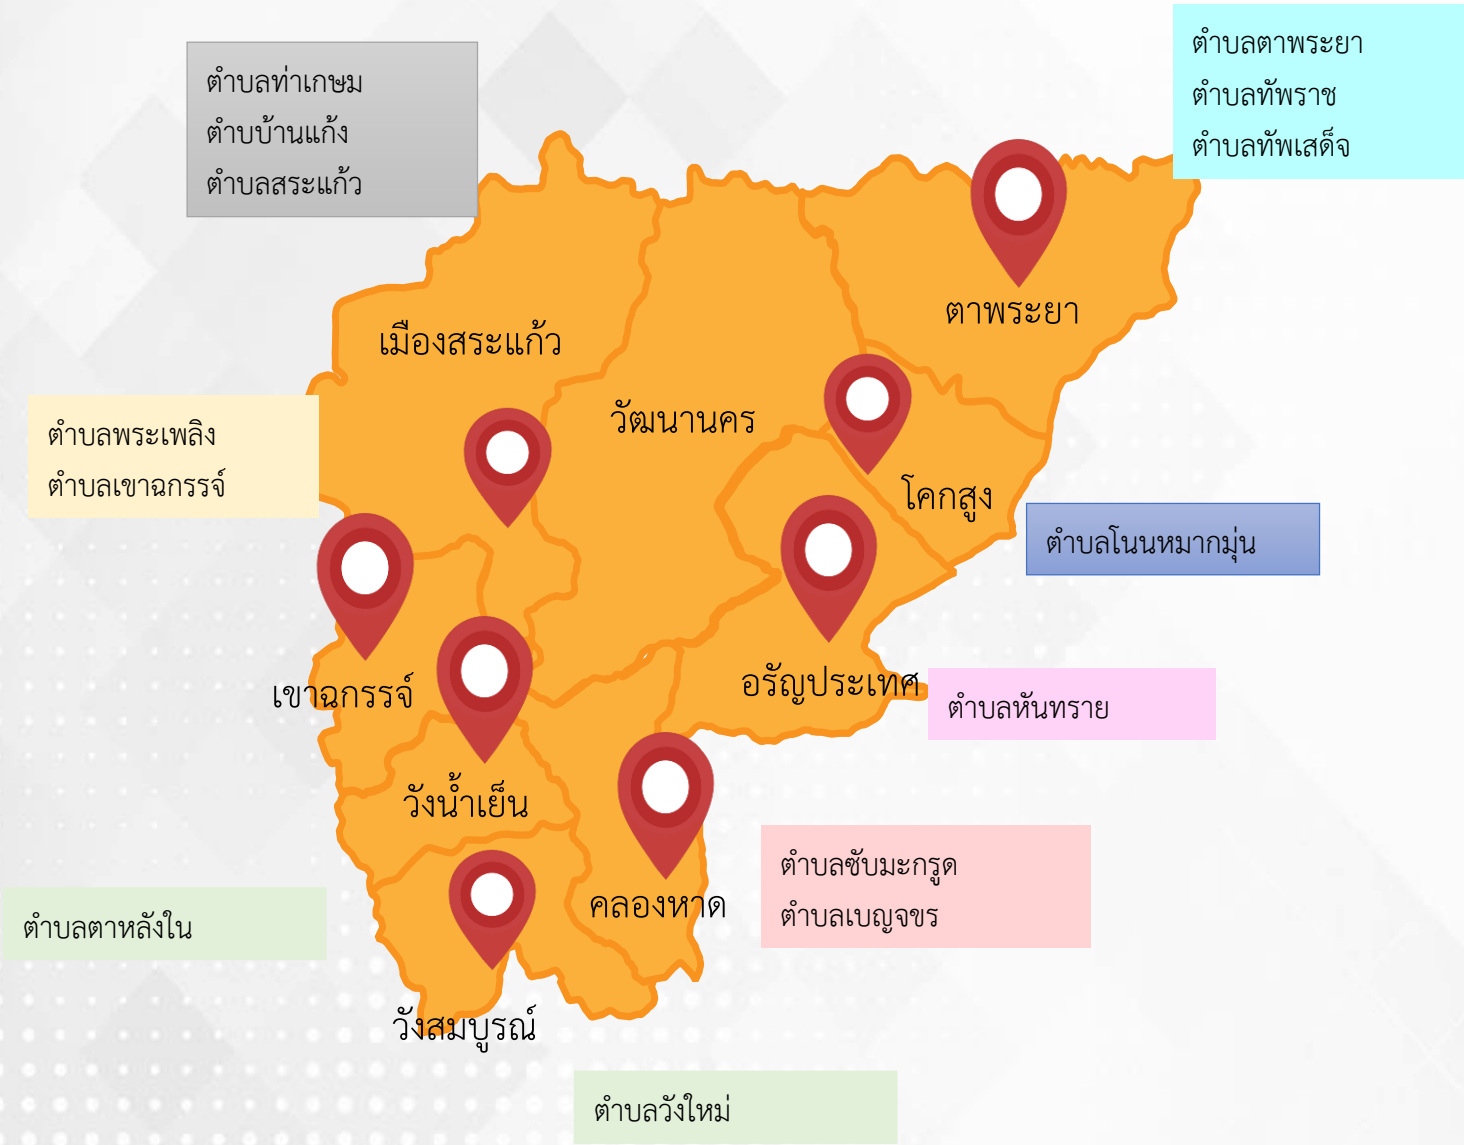 ตำบลตาพระยา
ตำบลทัพราช
ตำบลทัพเสด็จ
ตำบลท่าเกษม
ตำบบ้านแก้ง
ตำบลสระแก้ว
ตาพระยา
เมืองสระแก้ว
วัฒนานคร
ตำบลพระเพลิง
ตำบลเขาฉกรรจ์
โคกสูง
ตำบลโนนหมากมุ่น
อรัญประเทศ
เขาฉกรรจ์
ตำบลหันทราย
วังน้ำเย็น
ตำบลซับมะกรูด
ตำบลเบญจขร
คลองหาด
ตำบลตาหลังใน
วังสมบูรณ์
ตำบลวังใหม่